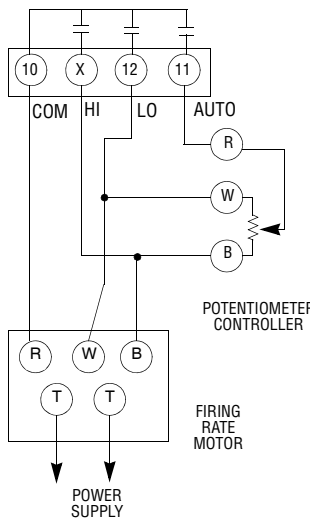 10 X 12 11
COM HI LO AUTO
R
W
B
POTENTIOMETER
CONTROLLER
R W B
T T
FIRING
RATE
MOTOR
POWER
SUPPLY